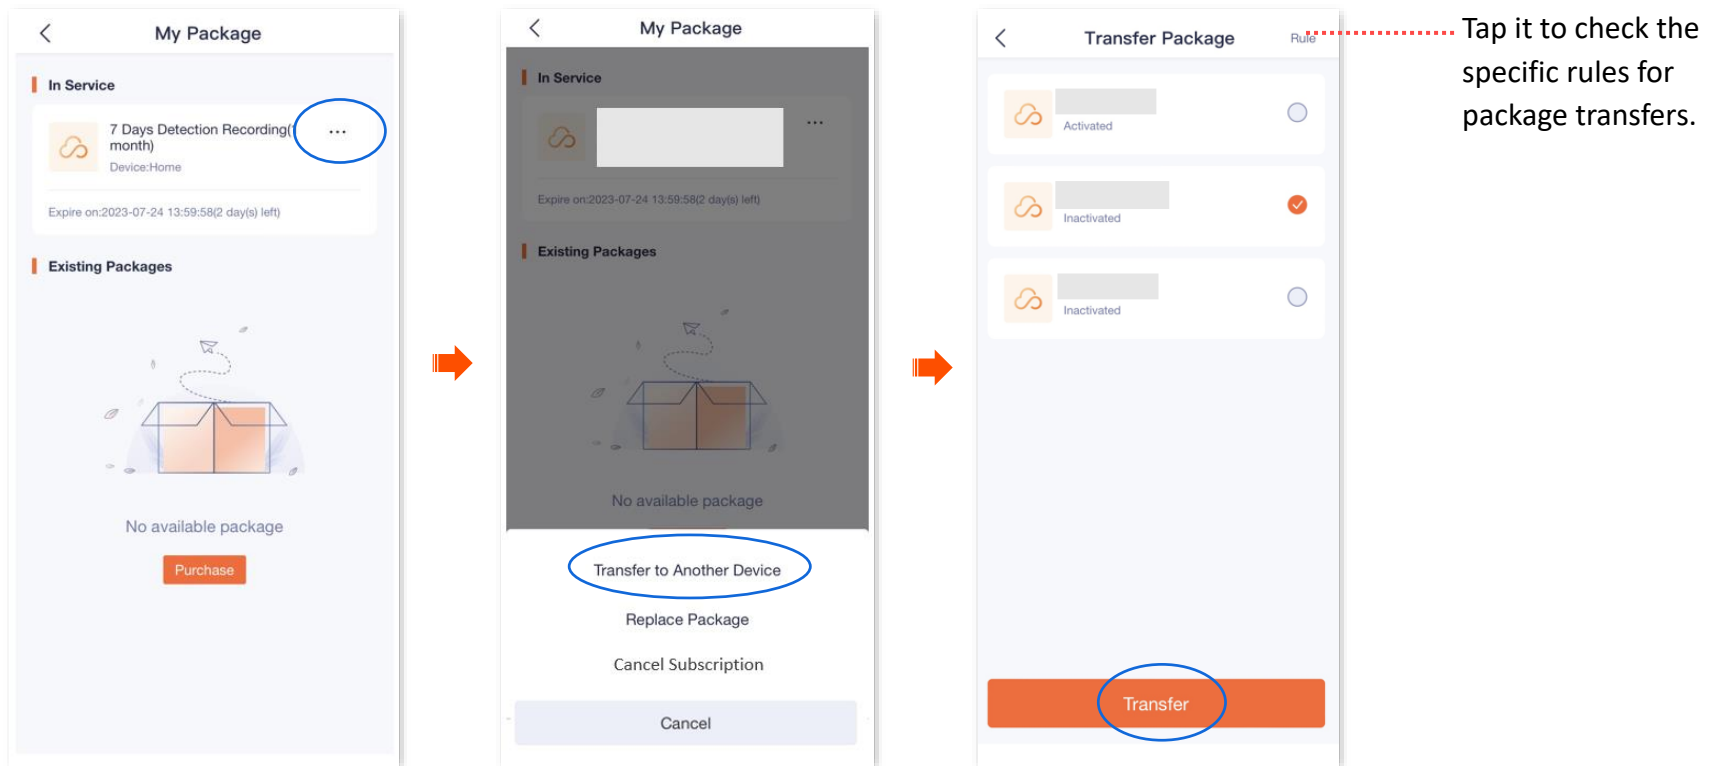 My Package
In Service
7 Days Detection Recording(
month)
...
Device:Home
Expire on:2023-07-24 13:59:58(2 day(s) left)
Existing Packages
No available package
Purchase
My Package
In Service
...
Expire on:2023-07-24 13:59:58(2 day(s) left)
Existing Packages
No available package
Transfer to Another Device
Replace Package
Cancel Subscription
Cancel
Transfer Package
Rule
Activated
Inactivated
Inactivated
Transfer
Tap it to check the
specific rules for
package transfers.